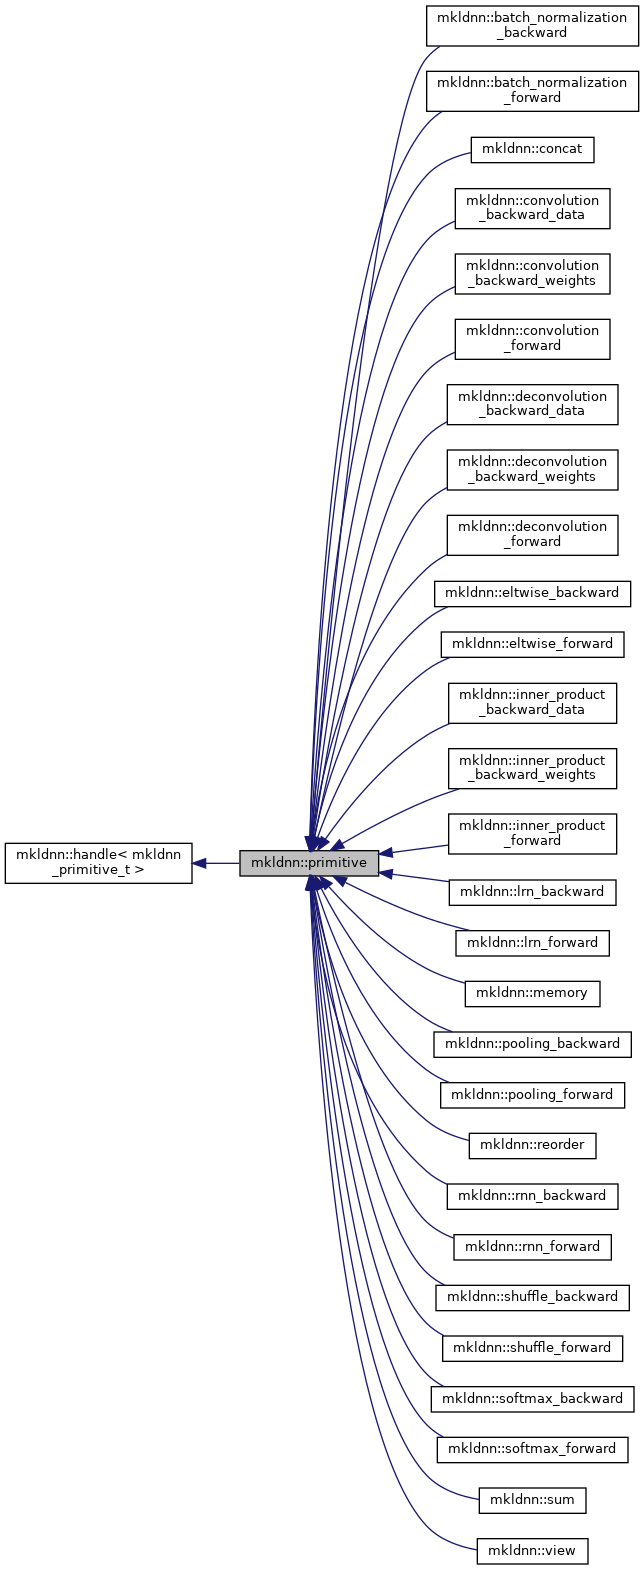 mkldnn::handle< mkldnn
_primitive_t >
mkldnn::primitive
mkldnn::batch_normalization
_backward
mkldnn::batch_normalization
_forward
mkldnn::concat
mkldnn::convolution
_backward_data
mkldnn::convolution
_backward_weights
mkldnn::convolution
_forward
mkldnn::deconvolution
_backward_data
mkldnn::deconvolution
_backward_weights
mkldnn::deconvolution
_forward
mkldnn::eltwise_backward
mkldnn::eltwise_forward
mkldnn::inner_product
_backward_data
mkldnn::inner_product
_backward_weights
mkldnn::inner_product
_forward
mkldnn::lrn_backward
mkldnn::lrn_forward
mkldnn::memory
mkldnn::pooling_backward
mkldnn::pooling_forward
mkldnn::reorder
mkldnn::rnn_backward
mkldnn::rnn_forward
mkldnn::shuffle_backward
mkldnn::shuffle_forward
mkldnn::softmax_backward
mkldnn::softmax_forward
mkldnn::sum
mkldnn::view